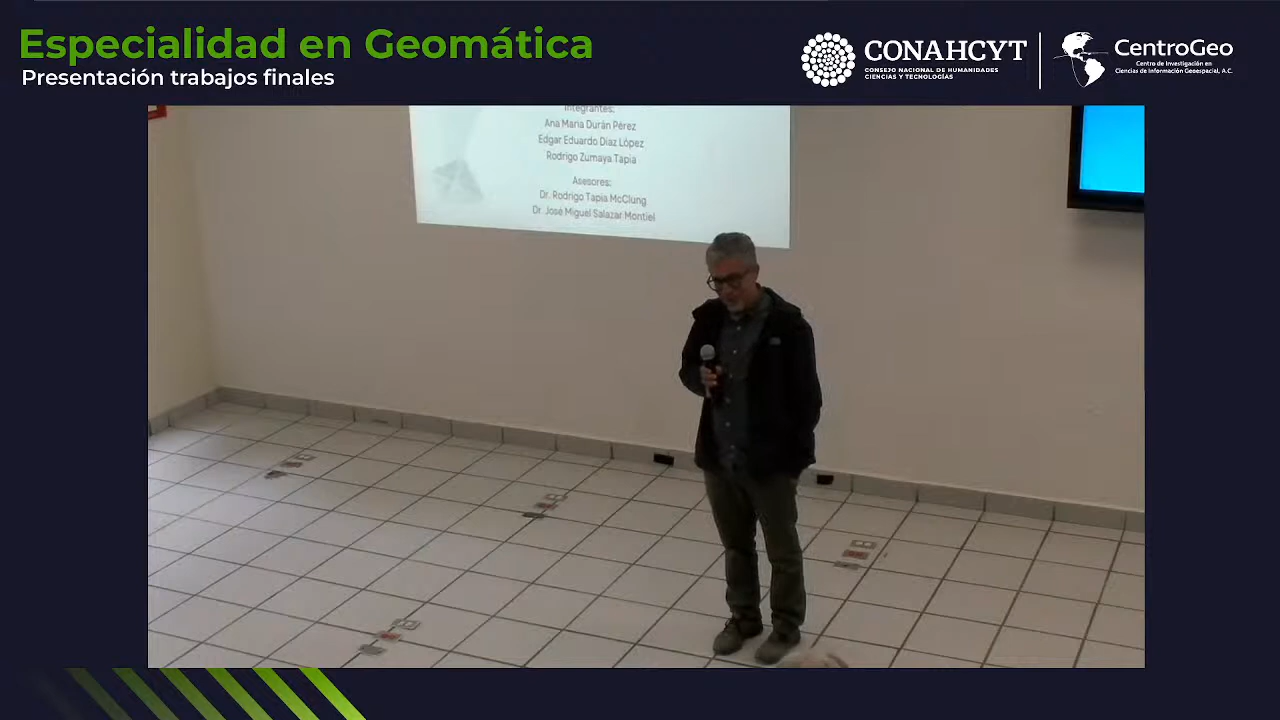 Especialidad en Geomática
Presentación trabajos finales
CONAHCYT
CONSEJO NACIONAL DE HUMANIDADES
CIENCIAS Y TECNOLOGÍAS
CentroGeo
Centro de Investigación en
Ciencias de Información Geoespacial, A.C.
Integrantes:
Ana María Durán Pérez
Edgar Eduardo Díaz López
Rodrigo Zumaya Tapia
Asesores:
Dr. Rodrigo Tapia McClung
Dr. José Miguel Salazar Montiel